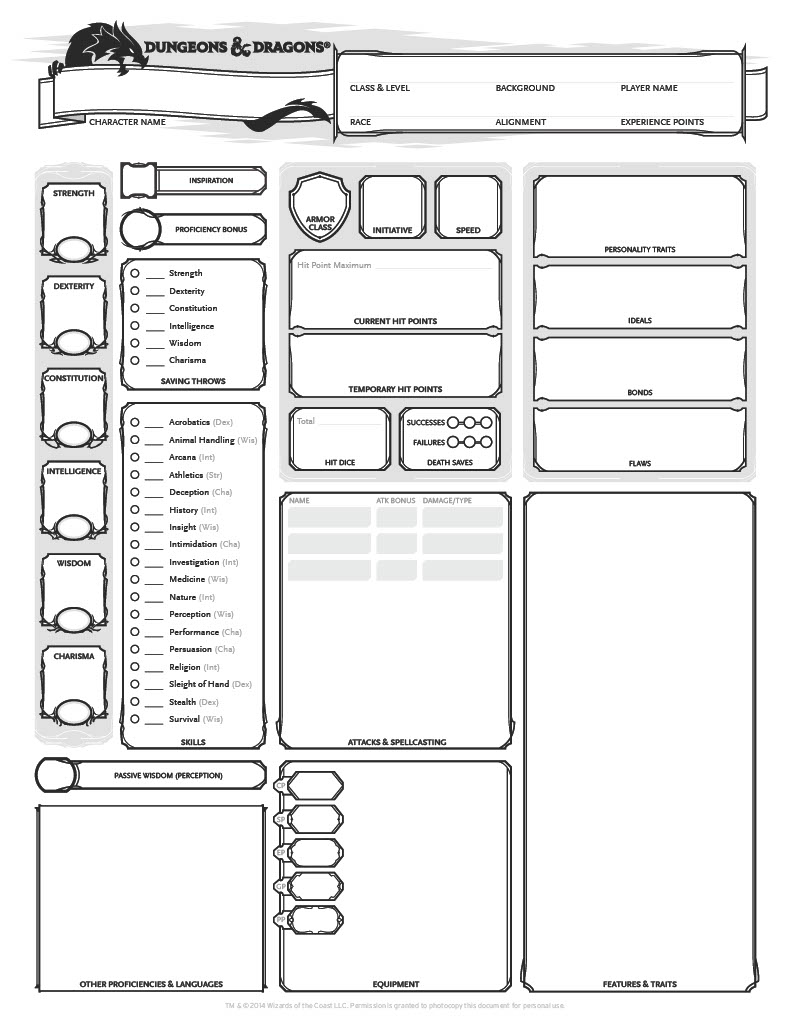 DUNGEONS & DRAGONS®
CHARACTER NAME
CLASS & LEVEL
BACKGROUND
PLAYER NAME
RACE
ALIGNMENT
EXPERIENCE POINTS
STRENGTH
DEXTERITY
CONSTITUTION
INTELLIGENCE
WISDOM
CHARISMA
INSPIRATION
PROFICIENCY BONUS
Strength
Dexterity
Constitution
Intelligence
Wisdom
Charisma
SAVING THROWS
Acrobatics (Dex)
Animal Handling (Wis)
Arcana (Int)
Athletics (Str)
Deception (Cha)
History (Int)
Insight (Wis)
Intimidation (Cha)
Investigation (Int)
Medicine (Wis)
Nature (Int)
Perception (Wis)
Performance (Cha)
Persuasion (Cha)
Religion (Int)
Sleight of Hand (Dex)
Stealth (Dex)
Survival (Wis)
SKILLS
PASSIVE WISDOM (PERCEPTION)
OTHER PROFICIENCIES & LANGUAGES
ARMOR
CLASS
INITIATIVE
SPEED
Hit Point Maximum
CURRENT HIT POINTS
TEMPORARY HIT POINTS
Total
HIT DICE
SUCCESSES
FAILURES
DEATH SAVES
NAME
ATK BONUS
DAMAGE/TYPE
ATTACKS & SPELLCASTING
CP
SP
EP
GP
PP
EQUIPMENT
PERSONALITY TRAITS
IDEALS
BONDS
FLAWS
FEATURES & TRAITS
TM & © 2014 Wizards of the Coast LLC. Permission is granted to photocopy this document for personal use.